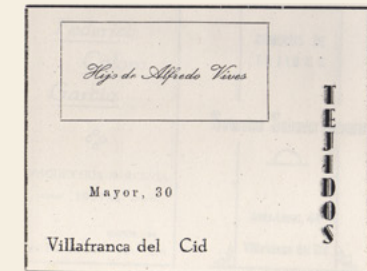 Hijo de Alfredo Vives
TEJIDOS
Mayor, 30
Villafranca del Cid